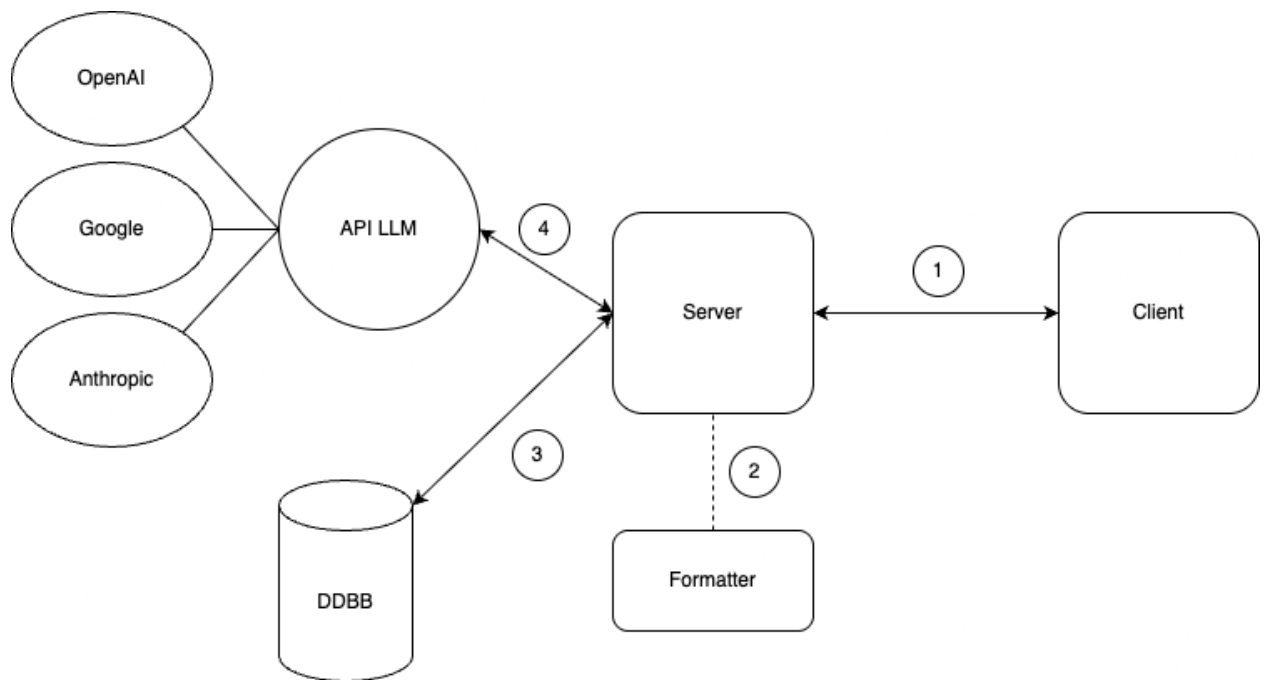 OpenAI
Google
Anthropic
API LLM
4
Server
1
Client
3
2
Formatter
DDBB